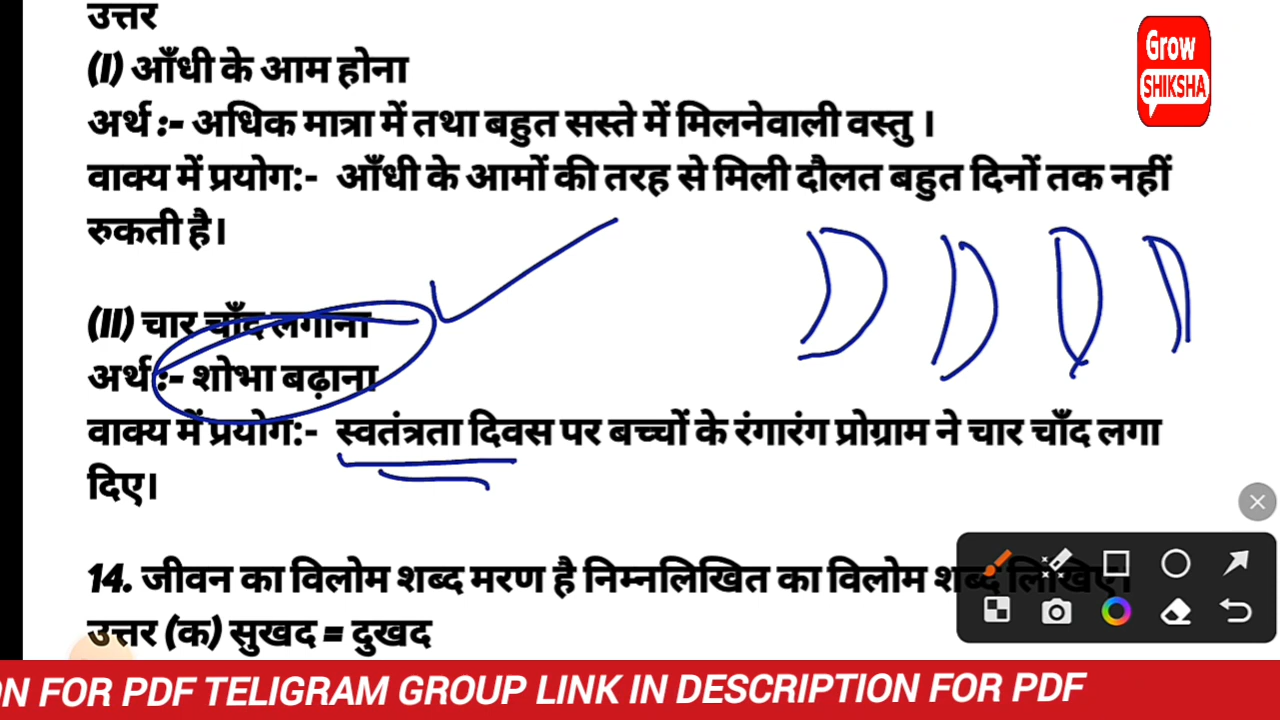 उत्तर
Grow
SHIKSHA
(I) आँधी के आम होना
अर्थ :- अधिक मात्रा में तथा बहुत सस्ते में मिलनेवाली वस्तु ।
वाक्य में प्रयोग:- आँधी के आमों की तरह से मिली दौलत बहुत दिनों तक नहीं
रुकती है।
(II) चार चाँद लगाना
अर्थ :- शोभा बढ़ाना
वाक्य में प्रयोग:- स्वतंत्रता दिवस पर बच्चों के रंगारंग प्रोग्राम ने चार चाँद लगा
दिए।
14. जीवन का विलोम शब्द मरण है निम्नलिखित का विलोम शब्द लिखिए।
उत्तर (क) सुखद = दुखद
ON FOR PDF TELIGRAM GROUP LINK IN DESCRIPTION FOR PDF